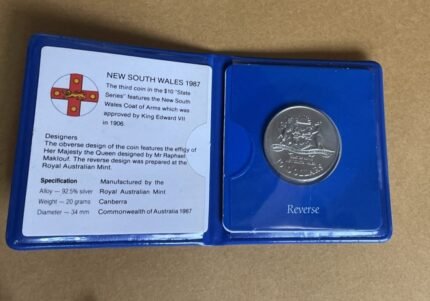 NEW SOUTH WALES 1987
The third coin in the $10 "State
Series" features the New South
Wales Coat of Arms which was
approved by King Edward VII
in 1906.
Designers
The obverse design of the coin features the effigy of
Her Majesty the Queen designed by Mr Raphael
Maklouf. The reverse design was prepared at the
Royal Australian Mint.
Specification
Alloy — 92.5% silver
Weight — 20 grams
Diameter — 34 mm
Manufactured by the
Royal Australian Mint
Canberra
Commonwealth of Australia 1987
DOLLARS
Reverse